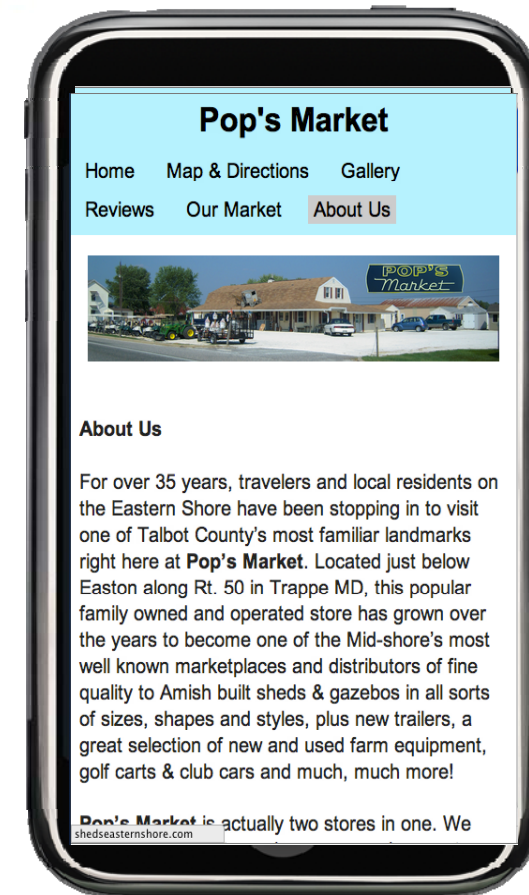 Pop's Market
Home Map & Directions Gallery
Reviews Our Market About Us
POP'S
Market
About Us
For over 35 years, travelers and local residents on
the Eastern Shore have been stopping in to visit
one of Talbot County’s most familiar landmarks
right here at Pop’s Market. Located just below
Easton along Rt. 50 in Trappe MD, this popular
family owned and operated store has grown over
the years to become one of the Mid-shore’s most
well known marketplaces and distributors of fine
quality to Amish built sheds & gazebos in all sorts
of sizes, shapes and styles, plus new trailers, a
great selection of new and used farm equipment,
golf carts & club cars and much, much more!
Pop’s Market is actually two stores in one. We
shedseasternshore.com